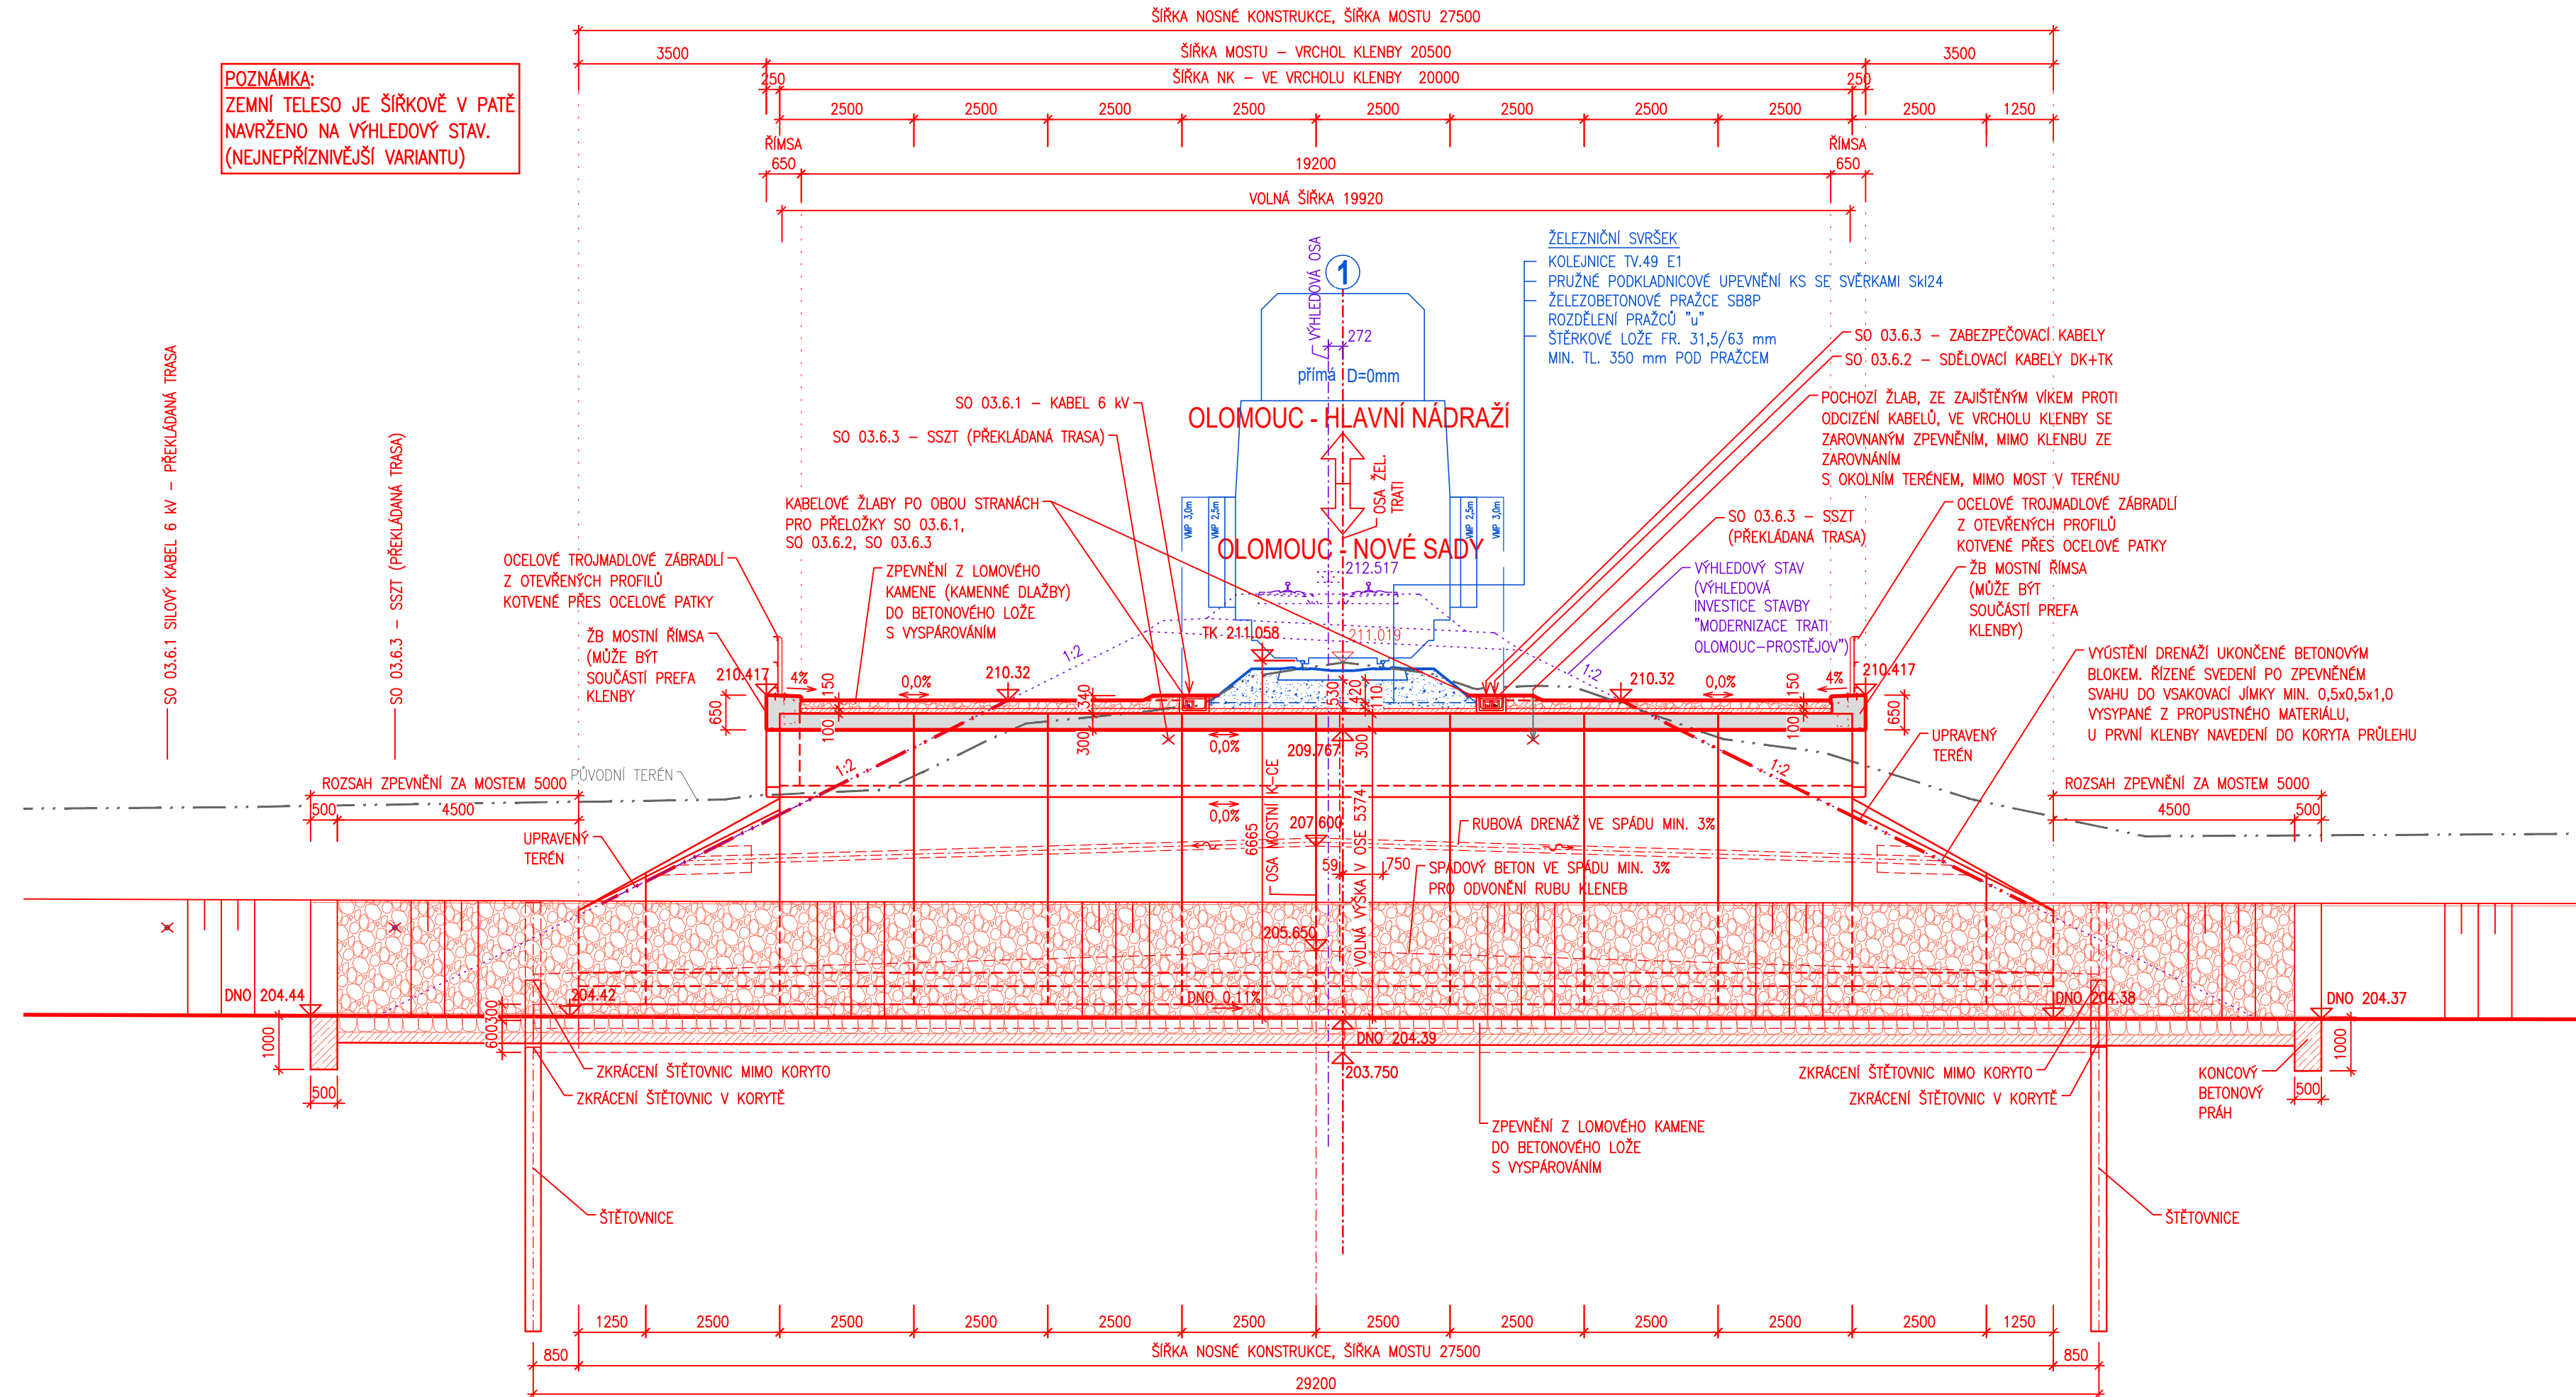 ŠÍŘKA NOSNÉ KONSTRUKCE, ŠÍŘKA MOSTU 27500
3500
ŠÍŘKA MOSTU – VRCHOL KLENBY 20500
3500
250
ŠÍŘKA NK – VE VRCHOLU KLENBY 20000
250
2500 2500 2500 2500 2500 2500 2500 2500 2500 1250
ŘÍMSA
ŘÍMSA
650 19200 650
VOLNÁ ŠÍŘKA 19920
POZNÁMKA:
ZEMNÍ TELESO JE ŠÍŘKOVĚ V PATĚ
NAVRŽENO NA VÝHLEDOVÝ STAV.
(NEJNEPŘÍZNIVĚJŠÍ VARIANTU)
SO 03.6.1 SILOVÝ KABEL 6 kV – PŘEKLÁDANÁ TRASA
SO 03.6.3 – SSZT (PŘEKLÁDANÁ TRASA)
VÝHLEDOVÁ OSA
1
272
přímá D=0mm
ŽELEZNIČNÍ SVRŠEK
KOLEJNICE TV.49 E1
PRUŽNÉ PODKLADNICOVÉ UPEVNĚNÍ KS SE SVĚRKAMI Skl24
ŽELEZOBETONOVÉ PRAŽCE SB8P
ROZDĚLENÍ PRAŽCŮ "u"
ŠTĚRKOVÉ LOŽE FR. 31,5/63 mm
MIN. TL. 350 mm POD PRAŽCEM
SO 03.6.3 – ZABEZPEČOVACÍ KABELY
SO 03.6.2 – SDĚLOVACÍ KABELY DK+TK
POCHOZÍ ŽLAB, ZE ZAJIŠTĚNÝM VÍKEM PROTI
ODCIZENÍ KABELŮ, VE VRCHOLU KLENBY SE
ZAROVNANÝM ZPEVNĚNÍM, MIMO KLENBU ZE
ZAROVNÁNÍM
S OKOLNÍM TERÉNEM, MIMO MOST V TERÉNU
SO 03.6.1 – KABEL 6 kV
SO 03.6.3 – SSZT (PŘEKLÁDANÁ TRASA)
OLOMOUC - HLAVNÍ NÁDRAŽÍ
OSA ŽEL.
TRATI
OLOMOUC - NOVÉ SADY
VMP 3,0m
VMP 2,5m
VMP 2,5m
VMP 3,0m
KABELOVÉ ŽLABY PO OBOU STRANÁCH
PRO PŘELOŽKY SO 03.6.1,
SO 03.6.2, SO 03.6.3
SO 03.6.3 – SSZT
(PŘEKLÁDANÁ TRASA)
OCELOVÉ TROJMADLOVÉ ZÁBRADLÍ
Z OTEVŘENÝCH PROFILŮ
KOTVENÉ PŘES OCELOVÉ PATKY
OCELOVÉ TROJMADLOVÉ ZÁBRADLÍ
Z OTEVŘENÝCH PROFILŮ
KOTVENÉ PŘES OCELOVÉ PATKY
ZPEVNĚNÍ Z LOMOVÉHO
KAMENE (KAMENNÉ DLAŽBY)
DO BETONOVÉHO LOŽE
S VYSPÁROVÁNÍM
212.517
VÝHLEDOVÝ STAV
(VÝHLEDOVÁ
INVESTICE STAVBY
"MODERNIZACE TRATI
OLOMOUC–PROSTĚJOV")
ŽB MOSTNÍ ŘÍMSA
(MŮŽE BÝT
SOUČÁSTÍ PREFA
KLENBY)
ŽB MOSTNÍ ŘÍMSA
(MŮŽE BÝT
SOUČÁSTÍ PREFA
KLENBY
TK 211.058
211.019
1:2
1:2
VYÚSTĚNÍ DRENÁŽÍ UKONČENÉ BETONOVÝM
BLOKEM. ŘÍZENÉ SVEDENÍ PO ZPEVNĚNÉM
SVAHU DO VSAKOVACÍ JÍMKY MIN. 0,5x0,5x1,0
VYSYPANÉ Z PROPUSTNÉHO MATERIÁLU,
U PRVNÍ KLENBY NAVEDENÍ DO KORYTA PRŮLEHU
210.417 4% 150 0,0% 210.32 340 530 420 110 210.32 0,0% 150 4% 210.417
650 100 300 0,0% 209.767 300 100 650
UPRAVENÝ
TERÉN
1:2
1:2
PŮVODNÍ TERÉN
ROZSAH ZPEVNĚNÍ ZA MOSTEM 5000
500 4500
ROZSAH ZPEVNĚNÍ ZA MOSTEM 5000
4500 500
0,0%
6665
OSA MOSTNÍ K–CE
VOLNÁ VÝŠKA V OSE 5374
207.600
UPRAVENÝ
TERÉN
RUBOVÁ DRENÁŽ VE SPÁDU MIN. 3%
59 750
SPÁDOVÝ BETON VE SPÁDU MIN. 3%
PRO ODVONĚNÍ RUBU KLENEB
205.650
DNO 204.44
204.42
DNO 0,11%
DNO 204.38
DNO 204.37
1000
600
300
DNO 204.39
1000
203.750
500
ZKRÁCENÍ ŠTĚTOVNIC MIMO KORYTO
ZKRÁCENÍ ŠTĚTOVNIC V KORYTĚ
ZKRÁCENÍ ŠTĚTOVNIC MIMO KORYTO
ZKRÁCENÍ ŠTĚTOVNIC V KORYTĚ
KONCOVÝ
BETONOVÝ
PRÁH
500
ZPEVNĚNÍ Z LOMOVÉHO KAMENE
DO BETONOVÉHO LOŽE
S VYSPÁROVÁNÍM
ŠTĚTOVNICE
ŠTĚTOVNICE
1250 2500 2500 2500 2500 2500 2500 2500 2500 2500 2500 1250
850
ŠÍŘKA NOSNÉ KONSTRUKCE, ŠÍŘKA MOSTU 27500
850
29200